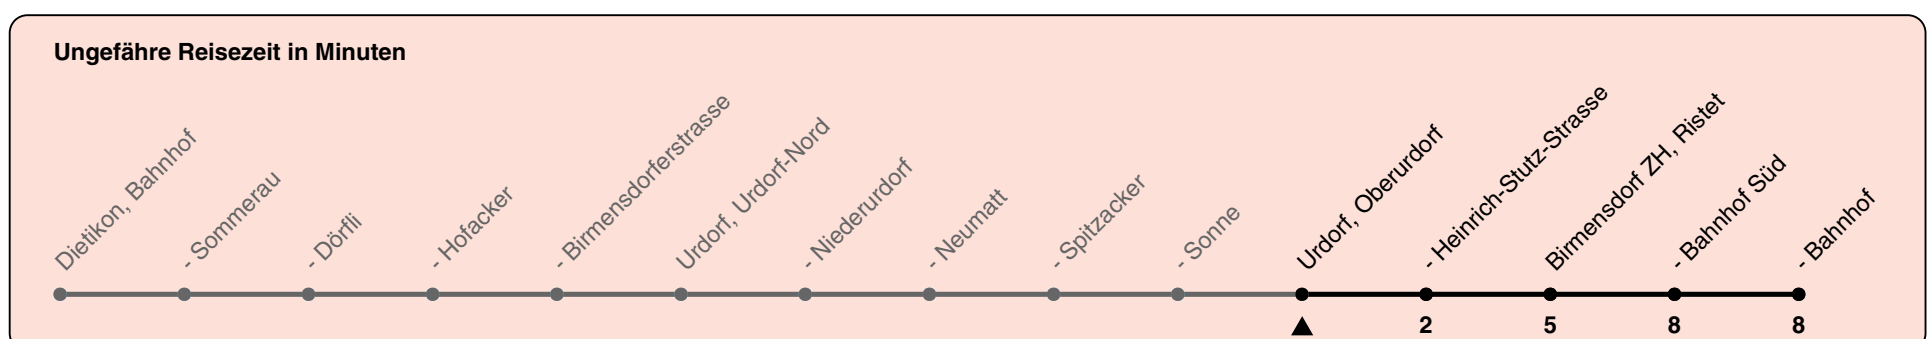 Ungefähre Reisezeit in Minuten
Dietikon, Bahnhof
- Sommerau
- Dörfli
- Hofacker
- Birmensdorferstrasse
Urdorf, Urdorf-Nord
- Niederurdorf
- Neumatt
- Spitzacker
- Sonne
Urdorf, Oberurdorf
- Heinrich-Stutz-Strasse
Birmensdorf ZH, Ristet
- Bahnhof Süd
- Bahnhof
2 5 8 8